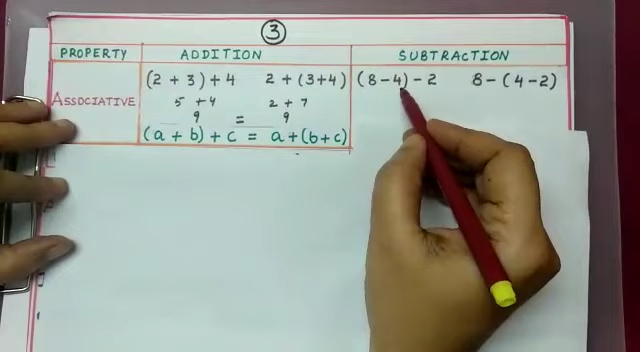 3
PROPERTY ADDITION SUBTRACTION
ASSOCIATIVE (2 + 3) + 4 2 + (3+4) (8-4) - 2 8 - (4-2)
5 + 4 2 + 7
9 = 9
(a + b) + c = a + (b + c)